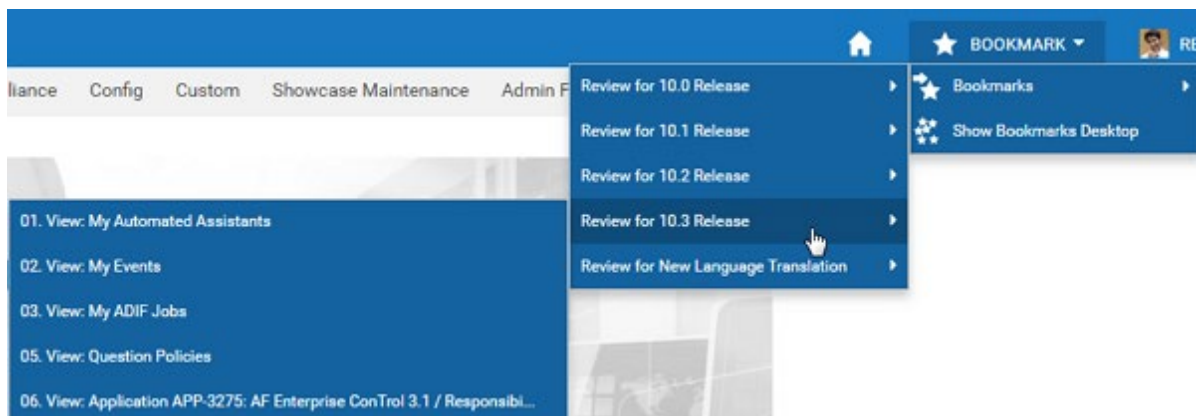 BOOKMARK
RE
liance Config Custom Showcase Maintenance Admin F
Review for 10.0 Release
Bookmarks
Review for 10.1 Release
Show Bookmarks Desktop
Review for 10.2 Release
01. View: My Automated Assistants
Review for 10.3 Release
02. View: My Events
Review for New Language Translation
03. View: My ADIF Jobs
05. View: Question Policies
06. View: Application APP-3275: AF Enterprise ConTrol 3.1 / Responsibi...